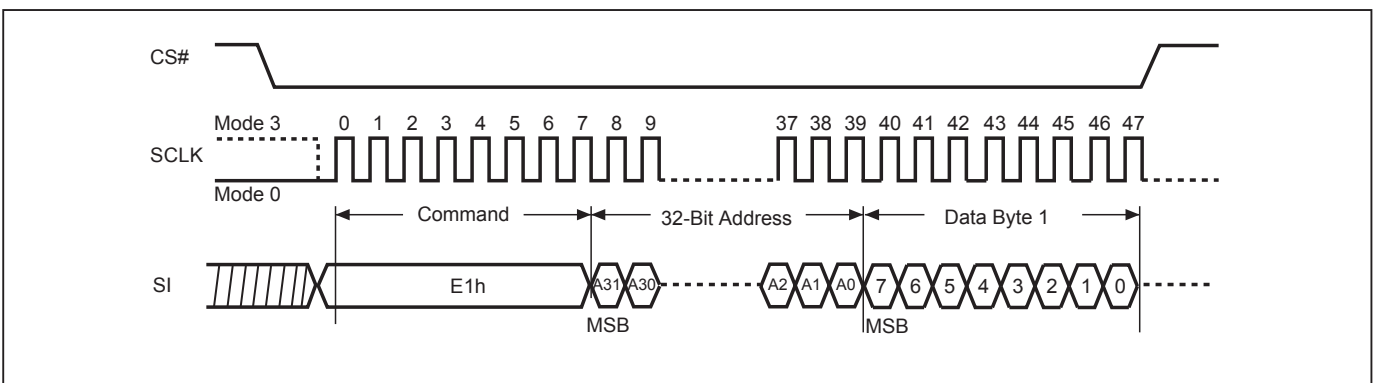 CS#
Mode 3
0 1 2 3 4 5 6 7 8 9 37 38 39 40 41 42 43 44 45 46 47
SCLK
Mode 0
Command 32-Bit Address Data Byte 1
SI E1h A31 A30 A2 A1 A0 7 6 5 4 3 2 1 0
MSB MSB